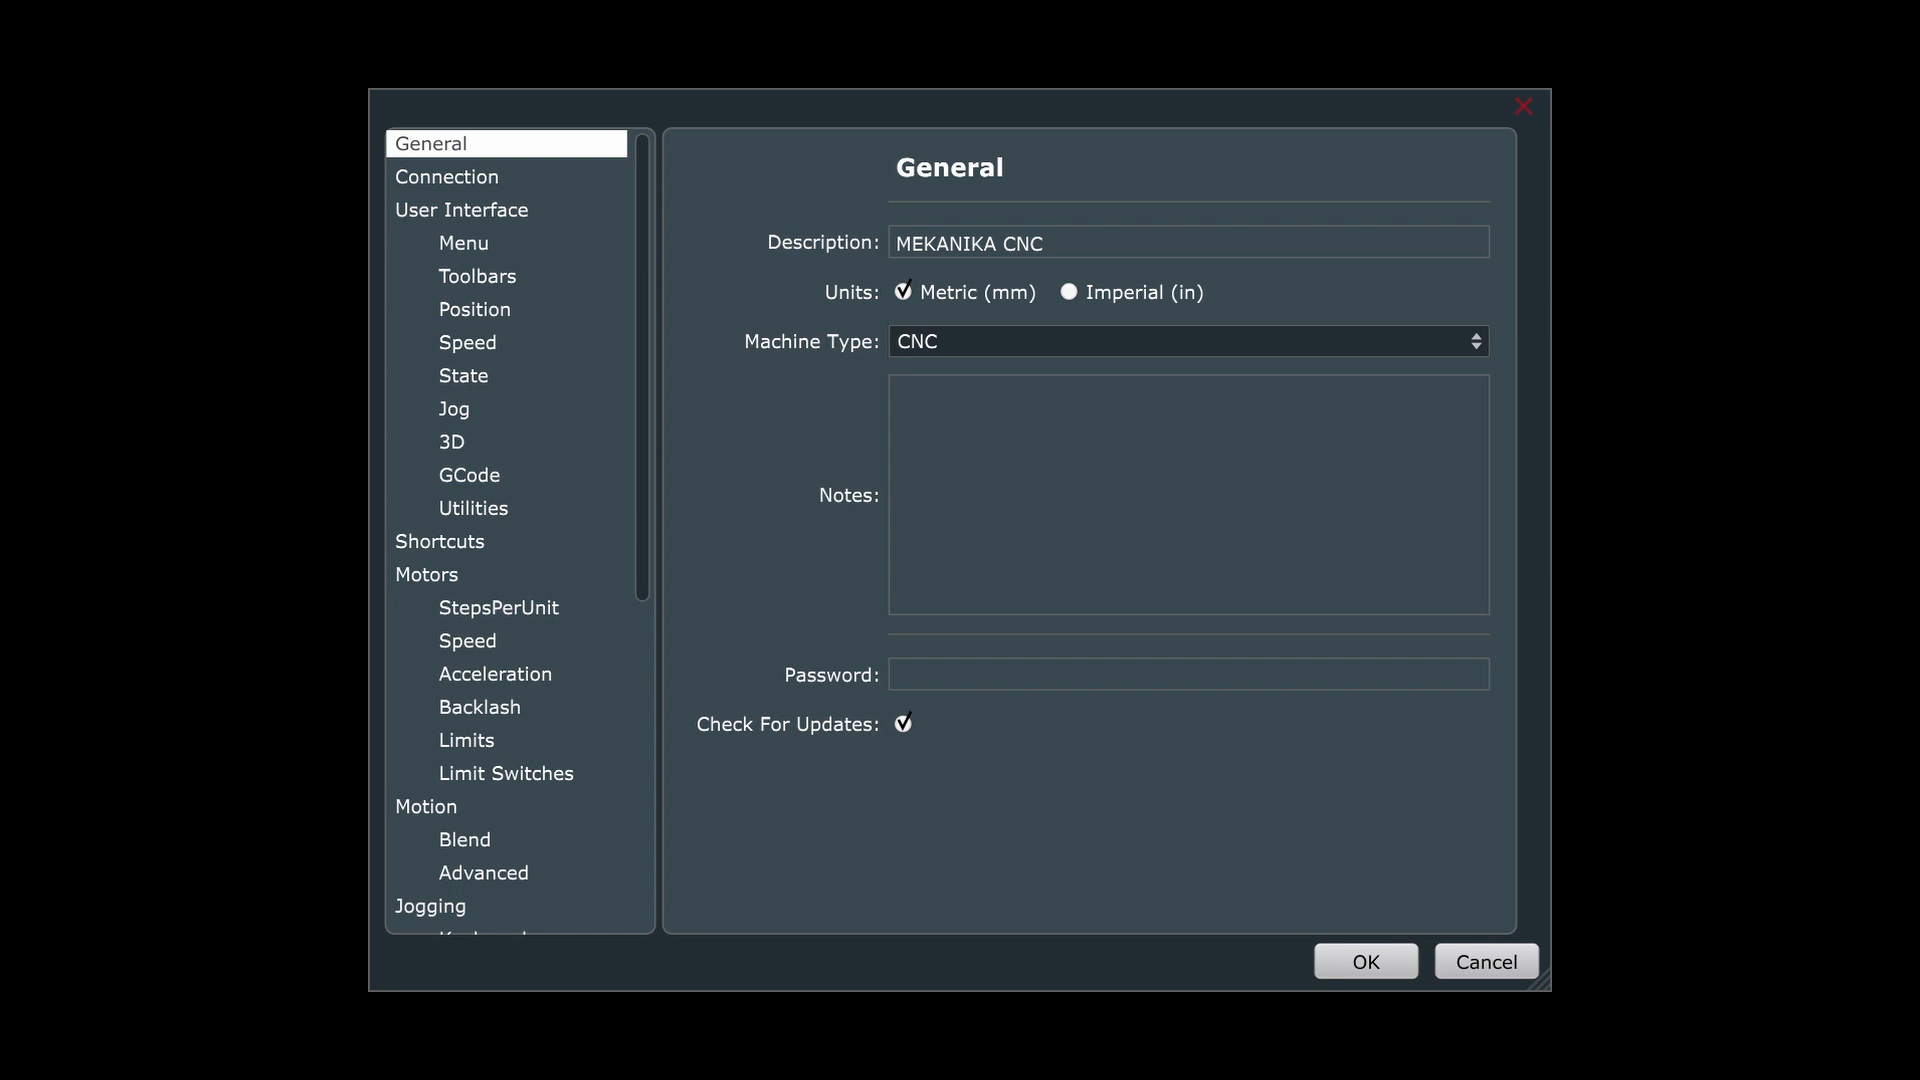 General
Connection
User Interface
Menu
Toolbars
Position
Speed
State
Jog
3D
GCode
Utilities
Shortcuts
Motors
StepsPerUnit
Speed
Acceleration
Backlash
Limits
Limit Switches
Motion
Blend
Advanced
Jogging
General
Description: MEKANIKA CNC
Units: Metric (mm) Imperial (in)
Machine Type: CNC
Notes:
Password:
Check For Updates:
OK Cancel